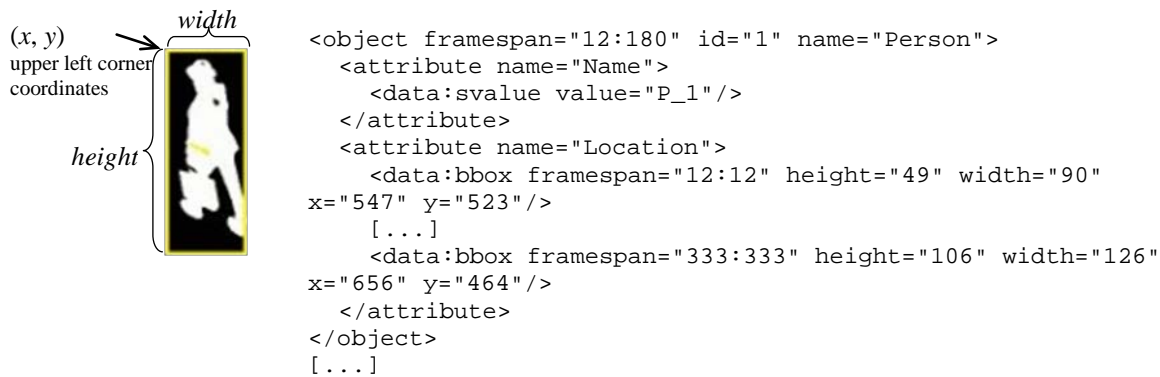 width
(x, y)
upper left corner
coordinates
height
<object framespan="12:180" id="1" name="Person">
<attribute name="Name">
<data:svalue value="P_1"/>
</attribute>
<attribute name="Location">
<data:bbox framespan="12:12" height="49" width="90"
x="547" y="523"/>
[...]
<data:bbox framespan="333:333" height="106" width="126"
x="656" y="464"/>
</attribute>
</object>
[...]